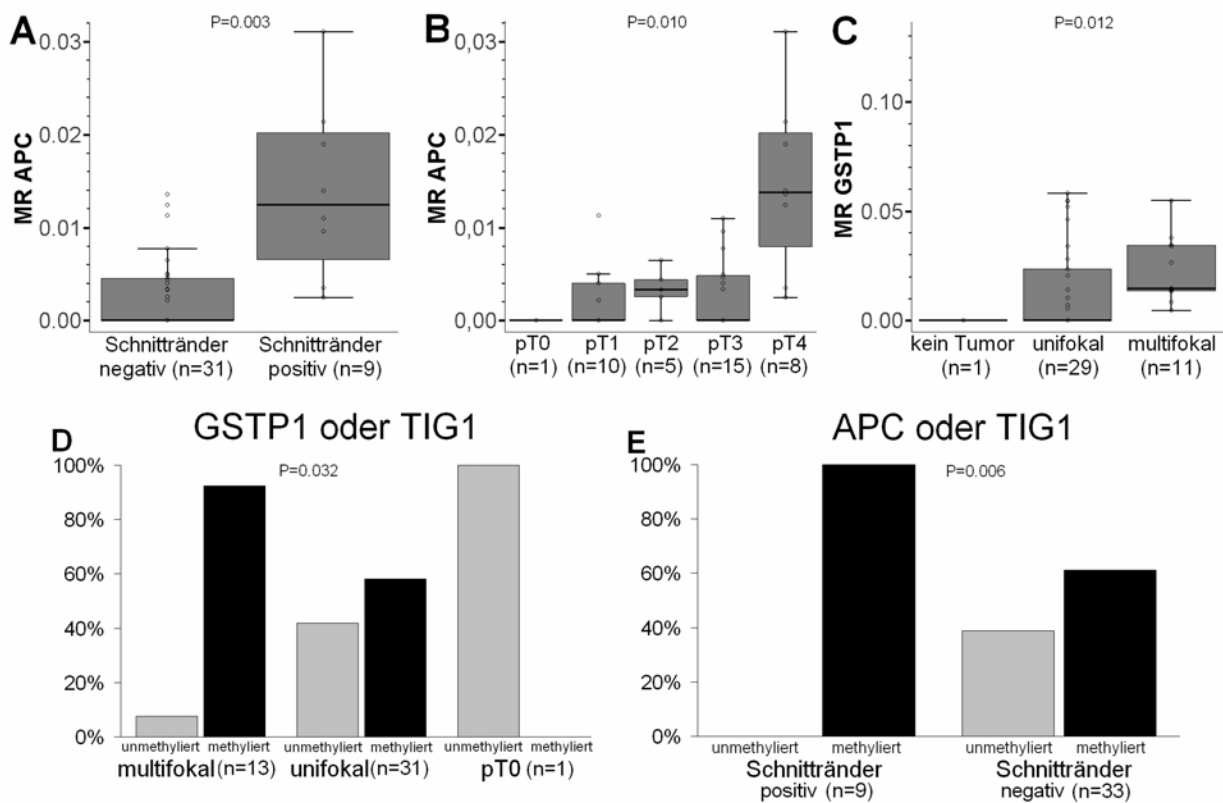 A
P=0.003
MR APC
0.03
0.02
0.01
0.00
Schnittränder
negativ (n=31)
Schnittränder
positiv (n=9)
B
P=0.010
MR APC
0,03
0,02
0,01
0,00
pT0
(n=1)
pT1
(n=10)
pT2
(n=5)
pT3
(n=15)
pT4
(n=8)
C
P=0.012
MR GSTP1
0.10
0.05
0.00
kein Tumor
(n=1)
unifokal
(n=29)
multifokal
(n=11)
D
GSTP1 oder TIG1
P=0.032
100%
80%
60%
40%
20%
0%
unmethyliert methyliert
multifokal (n=13)
unmethyliert methyliert
unifokal (n=31)
unmethyliert methyliert
pT0 (n=1)
E
APC oder TIG1
P=0.006
100%
80%
60%
40%
20%
0%
unmethyliert methyliert
Schnittränder
positiv (n=9)
unmethyliert methyliert
Schnittränder
negativ (n=33)